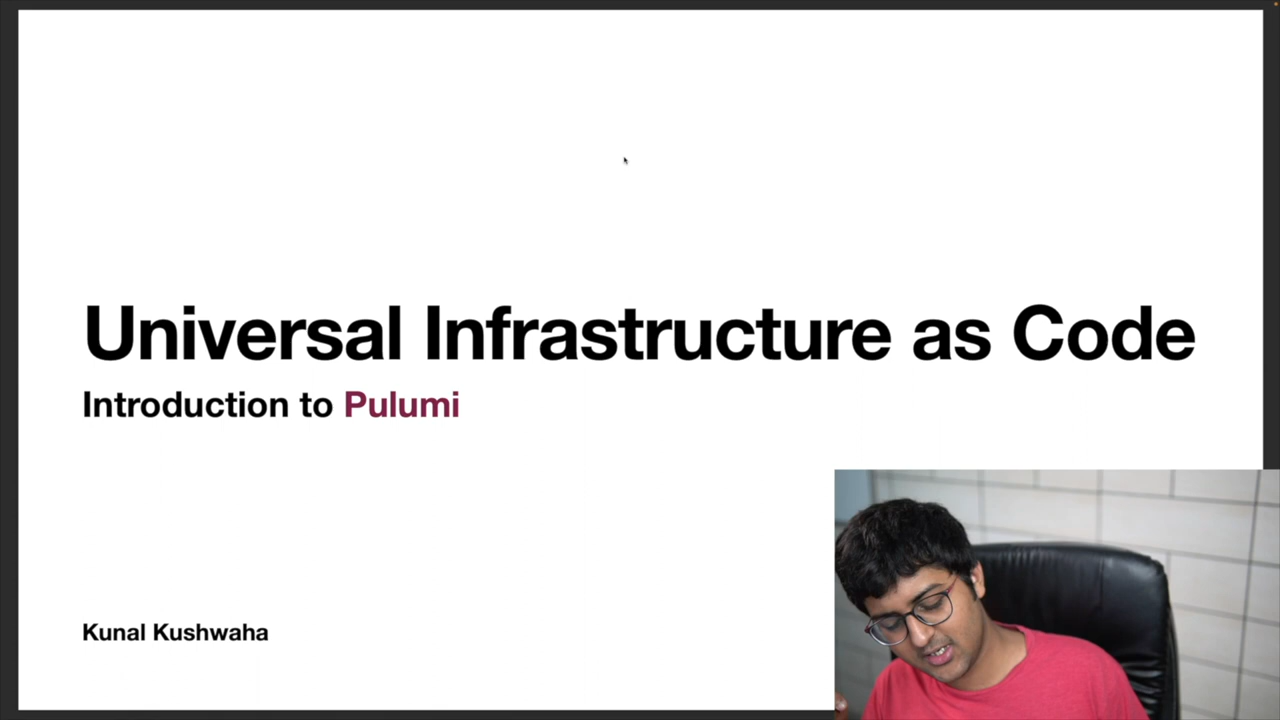 Universal Infrastructure as Code
Introduction to Pulumi
Kunal Kushwaha